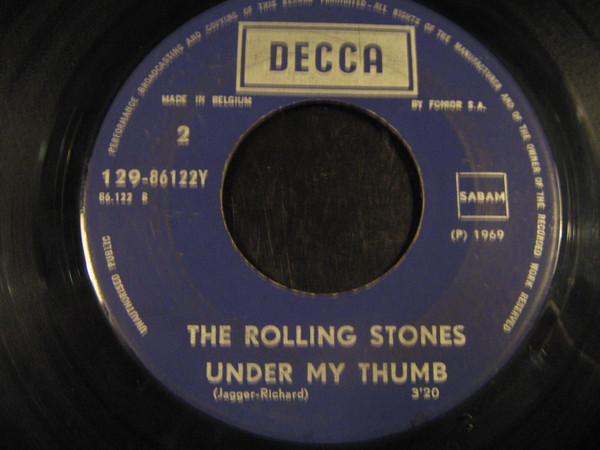 UNAUTHORISED PUBLIC PERFORMANCE BROADCASTING AND COPYING OF THIS RECORD PROHIBITED-ALL RIGHTS OF THE MANUFACTURER AND OF THE OWNER OF THE RECORDED WORK RESERVED
DECCA
MADE IN BELGIUM
BY FONIOR S.A.
2
129-86122Y
86.122 B
SABAM
(P) 1969
THE ROLLING STONES
UNDER MY THUMB
(Jagger-Richard) 3'20